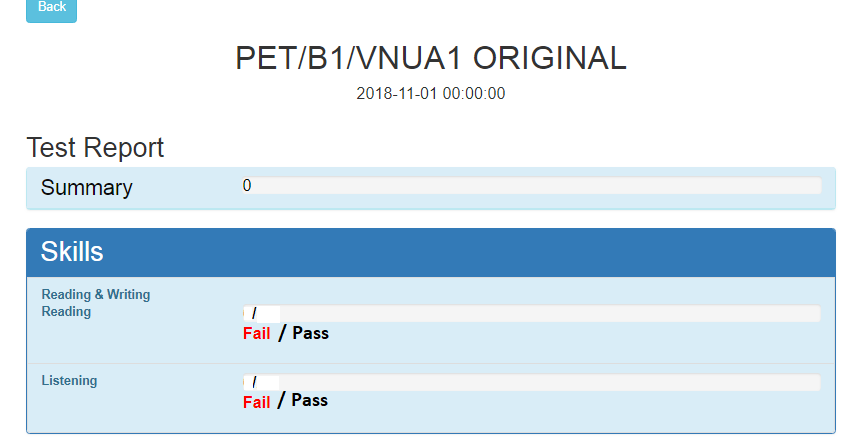 Back
PET/B1/VNUA1 ORIGINAL
2018-11-01 00:00:00
Test Report
Summary 0
Skills
Reading & Writing
Reading /
Fail / Pass
Listening /
Fail / Pass